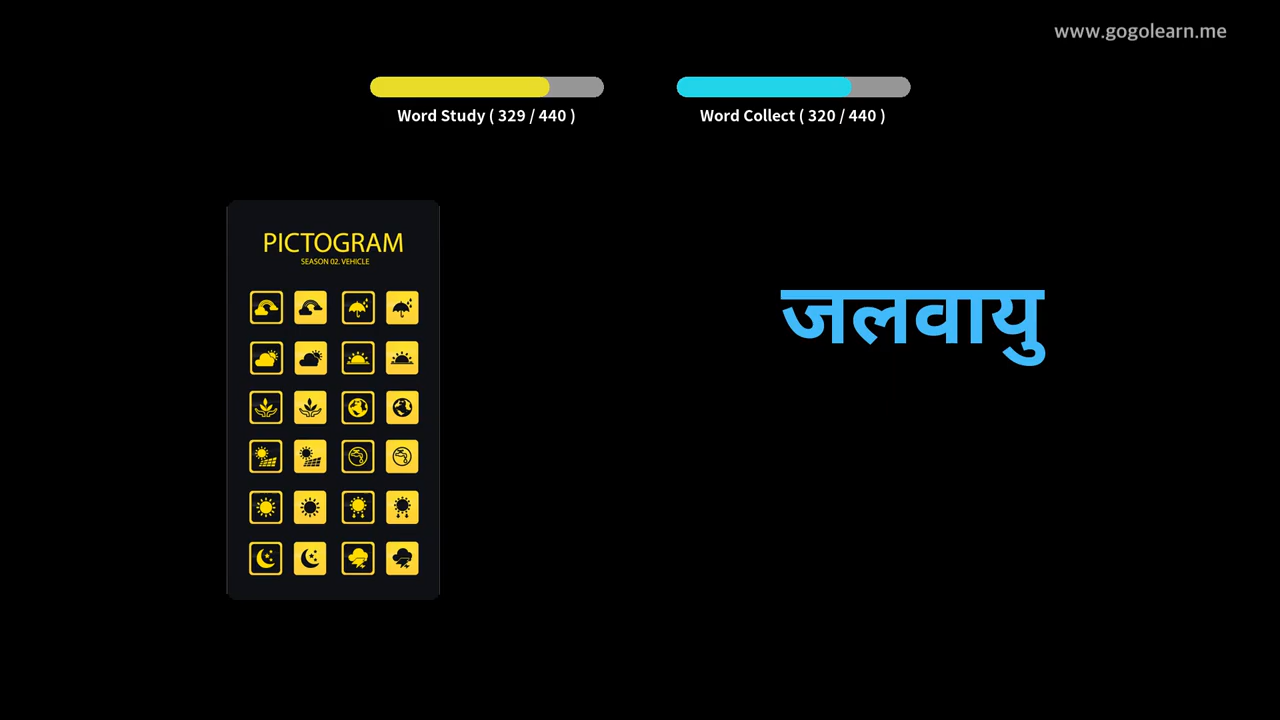 www.gogolearn.me
Word Study ( 329 / 440 )
Word Collect ( 320 / 440 )
PICTOGRAM
SEASON 02. VEHICLE
जलवायु